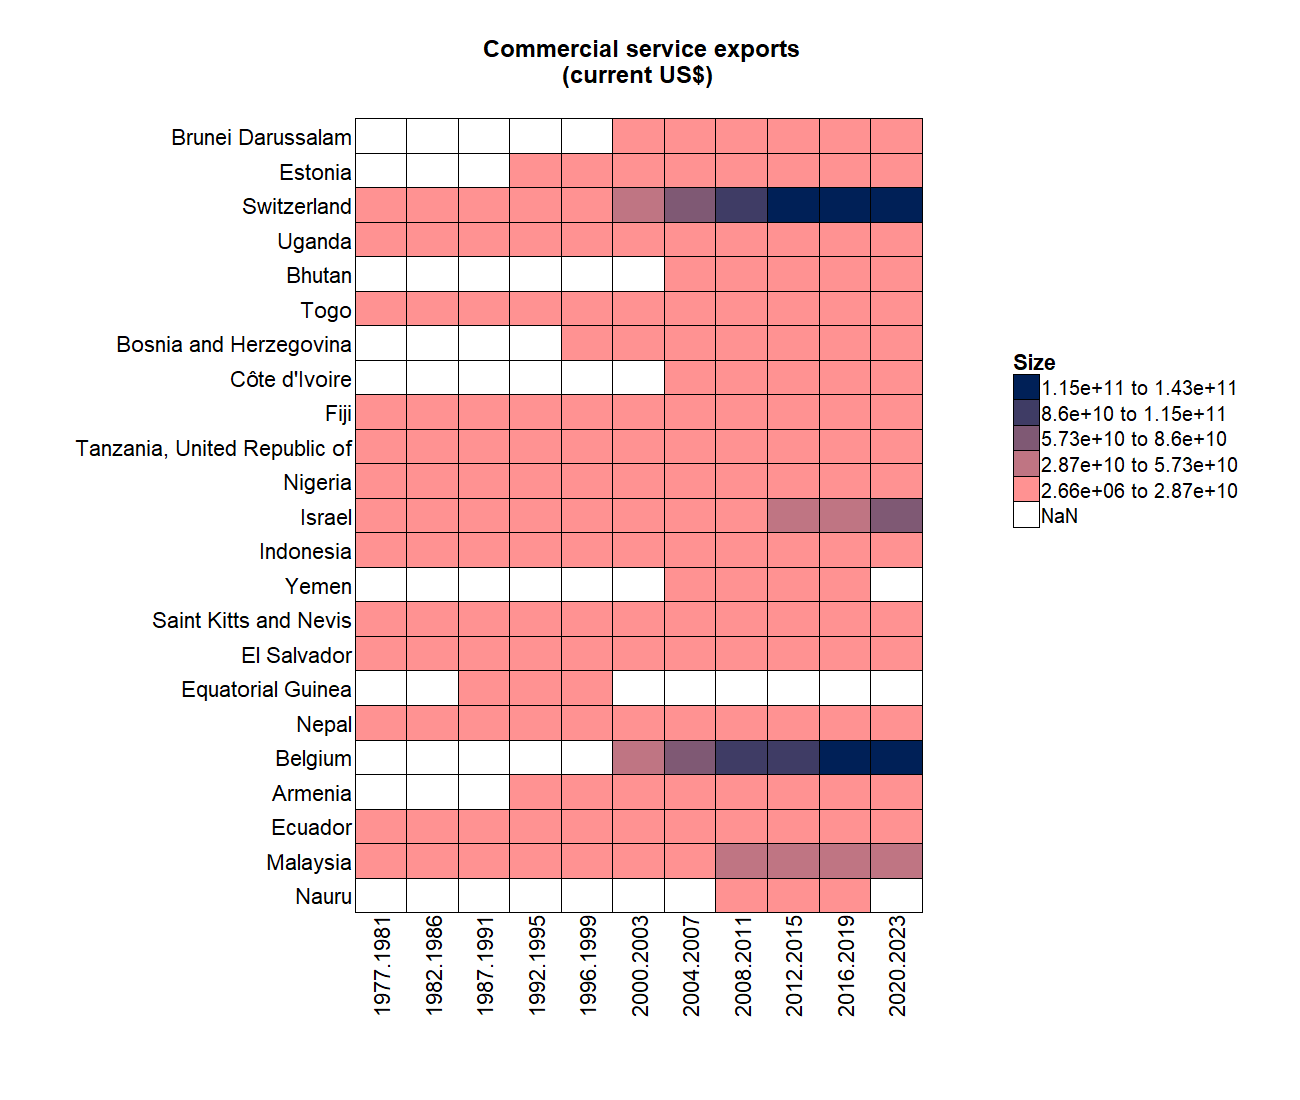 Commercial service exports
(current US$)
Brunei Darussalam
Estonia
Switzerland
Uganda
Bhutan
Togo
Bosnia and Herzegovina
Côte d'Ivoire
Fiji
Tanzania, United Republic of
Nigeria
Israel
Indonesia
Yemen
Saint Kitts and Nevis
El Salvador
Equatorial Guinea
Nepal
Belgium
Armenia
Ecuador
Malaysia
Nauru
1977.1981
1982.1986
1987.1991
1992.1995
1996.1999
2000.2003
2004.2007
2008.2011
2012.2015
2016.2019
2020.2023
Size
1.15e+11 to 1.43e+11
8.6e+10 to 1.15e+11
5.73e+10 to 8.6e+10
2.87e+10 to 5.73e+10
2.66e+06 to 2.87e+10
NaN